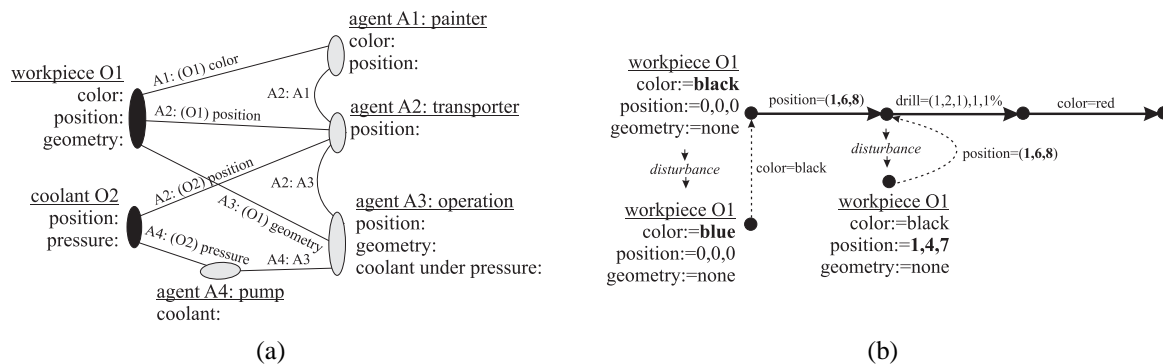 agent A1: painter
color:
position:
workpiece O1
color:
position:
geometry:
A1: (O1) color
A2: A1
A2: (O1) position
agent A2: transporter
position:
A2: (O2) position
A2: A3
coolant O2
position:
pressure:
A3: (O1) geometry
agent A3: operation
position:
geometry:
coolant under pressure:
A4: (O2) pressure
A4: A3
agent A4: pump
coolant:
(a)
workpiece O1
color:=black
position:=0,0,0
geometry:=none
position=(1,6,8)
drill=(1,2,1),1,1%
color=red
disturbance
color=black
disturbance
position=(1,6,8)
workpiece O1
color:=blue
position:=0,0,0
geometry:=none
workpiece O1
color:=black
position:=1,4,7
geometry:=none
(b)